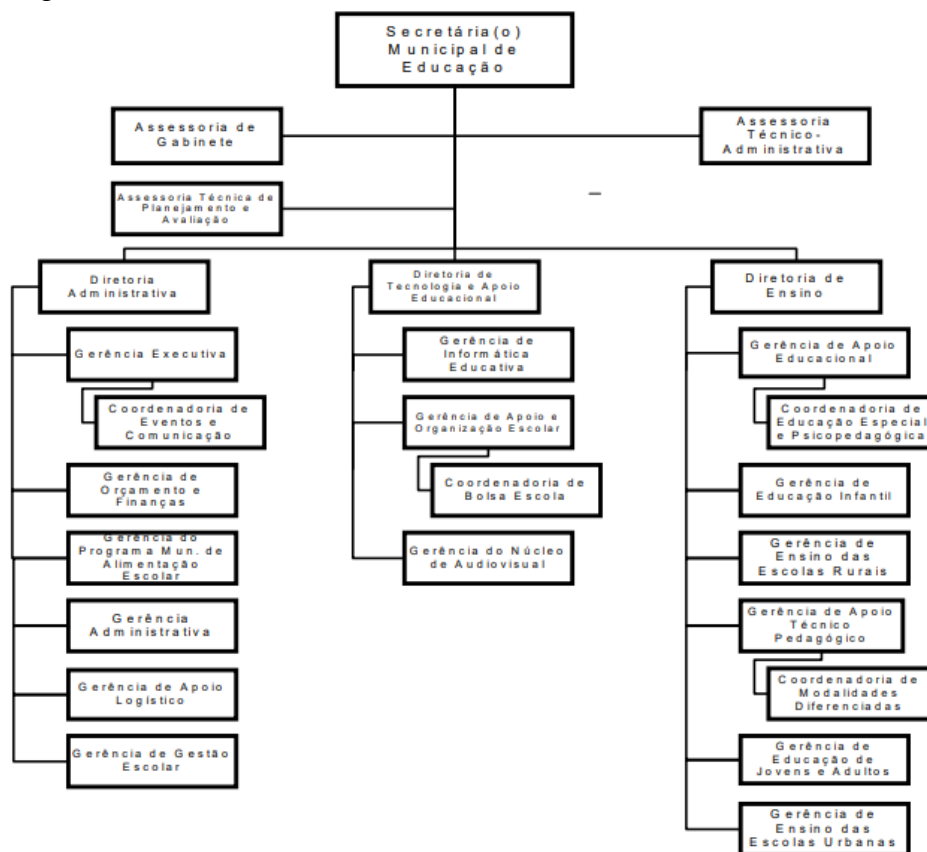 Secretária(o)
Municipal de
Educação
Assessoria de
Gabinete
Assessoria
Técnico-
Administrativa
Assessoria Técnica de
Planejamento e
Avaliação
Diretoria
Administrativa
Gerência Executiva
Coordenadoria de
Eventos e
Comunicação
Gerência de
Orçamento e
Finanças
Gerência do
Programa Mun. de
Alimentação
Escolar
Gerência
Administrativa
Gerência de Apoio
Logístico
Gerência de Gestão
Escolar
Diretoria de
Tecnologia e Apoio
Educacional
Gerência de
Informática
Educativa
Gerência de Apoio e
Organização Escolar
Coordenadoria de
Bolsa Escola
Gerência do Núcleo
de Audiovisual
Diretoria de
Ensino
Gerência de Apoio
Educacional
Coordenadoria de
Educação Especial
e Psicopedagógica
Gerência de
Educação Infantil
Gerência de
Ensino das
Escolas Rurais
Gerência de Apoio
Técnico
Pedagógico
Coordenadoria de
Modalidades
Diferenciadas
Gerência de
Educação de
Jovens e Adultos
Gerência de
Ensino das
Escolas Urbanas